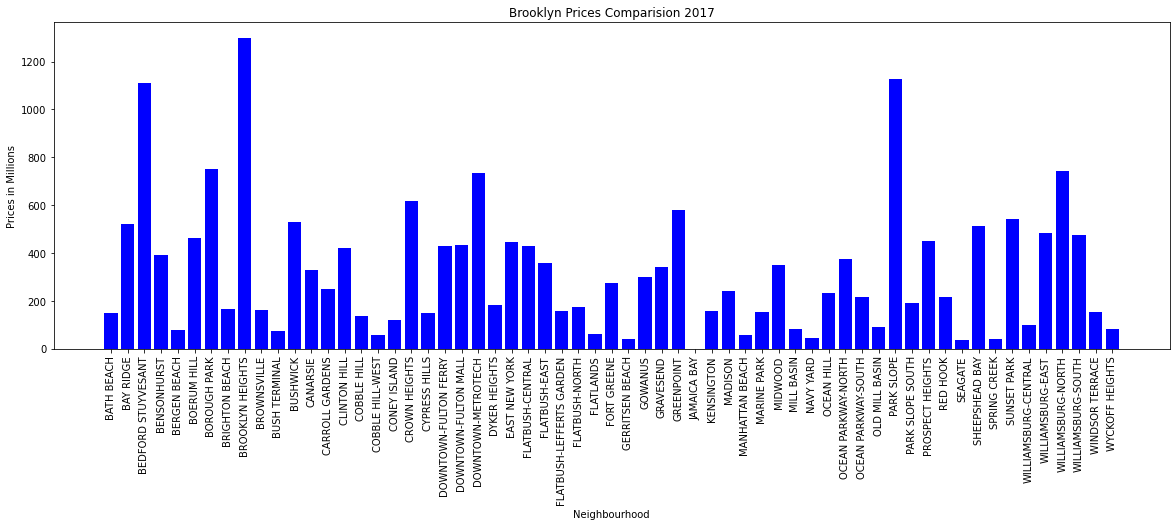 Brooklyn Prices Comparision 2017
Prices in Millions
1200
1000
800
600
400
200
0
BATH BEACH
BAY RIDGE
BEDFORD STUYVESANT
BENSONHURST
BERGEN BEACH
BOERUM HILL
BOROUGH PARK
BRIGHTON BEACH
BROOKLYN HEIGHTS
BROWNSVILLE
BUSH TERMINAL
BUSHWICK
CANARSIE
CARROLL GARDENS
CLINTON HILL
COBBLE HILL
COBBLE HILL-WEST
CONEY ISLAND
CROWN HEIGHTS
CYPRESS HILLS
DOWNTOWN-FULTON FERRY
DOWNTOWN-FULTON MALL
DOWNTOWN-METROTECH
DYKER HEIGHTS
EAST NEW YORK
FLATBUSH-CENTRAL
FLATBUSH-EAST
FLATBUSH-LEFFERTS GARDEN
FLATBUSH-NORTH
FLATLANDS
FORT GREENE
GERRITSEN BEACH
GOWANUS
GRAVESEND
GREENPOINT
JAMAICA BAY
KENSINGTON
MADISON
MANHATTAN BEACH
MARINE PARK
MIDWOOD
MILL BASIN
NAVY YARD
OCEAN HILL
OCEAN PARKWAY-NORTH
OCEAN PARKWAY-SOUTH
OLD MILL BASIN
PARK SLOPE
PARK SLOPE SOUTH
PROSPECT HEIGHTS
RED HOOK
SEAGATE
SHEEPSHEAD BAY
SPRING CREEK
SUNSET PARK
WILLIAMSBURG-CENTRAL
WILLIAMSBURG-EAST
WILLIAMSBURG-NORTH
WILLIAMSBURG-SOUTH
WINDSOR TERRACE
WYCKOFF HEIGHTS
Neighbourhood